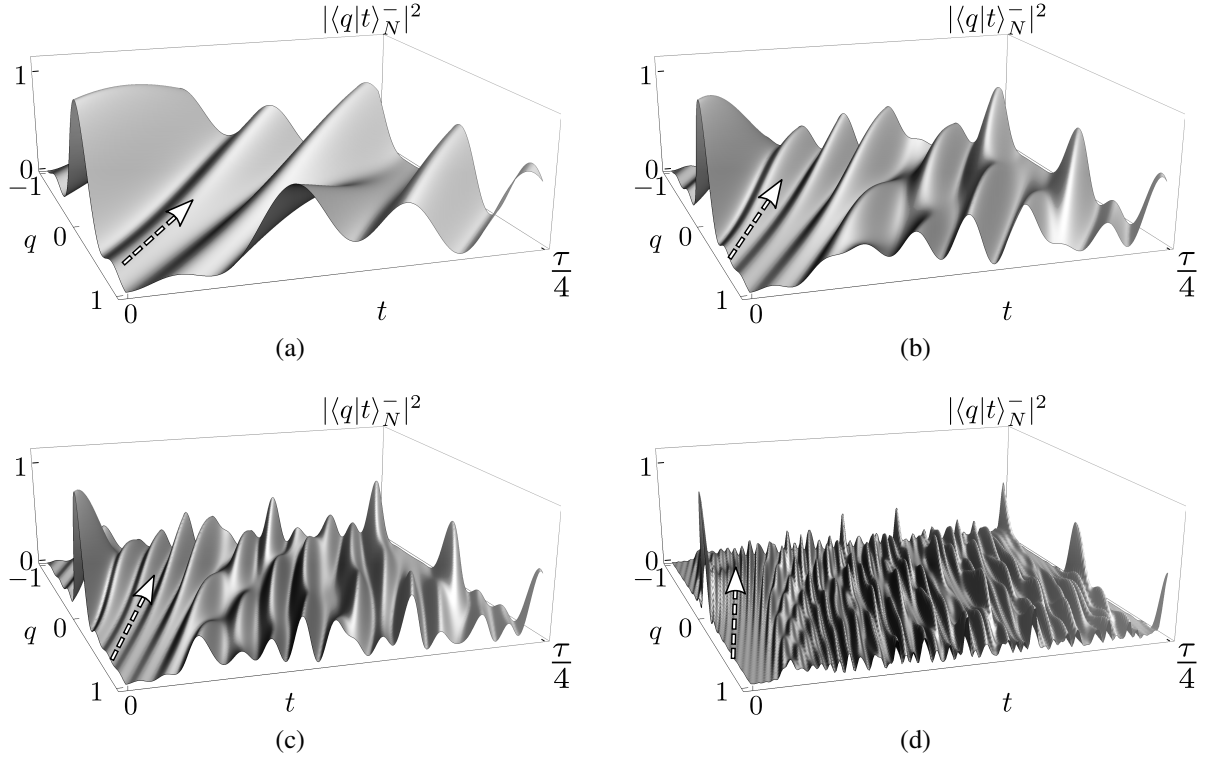 |⟨q|t⟩⁻_N|² |⟨q|t⟩⁻_N|²
1 1
0 0
−1 −1
q 0 q 0
1 0 t τ/4 1 0 t τ/4
(a) (b)
|⟨q|t⟩⁻_N|² |⟨q|t⟩⁻_N|²
1 1
0 0
−1 −1
q 0 q 0
1 0 t τ/4 1 0 t τ/4
(c) (d)